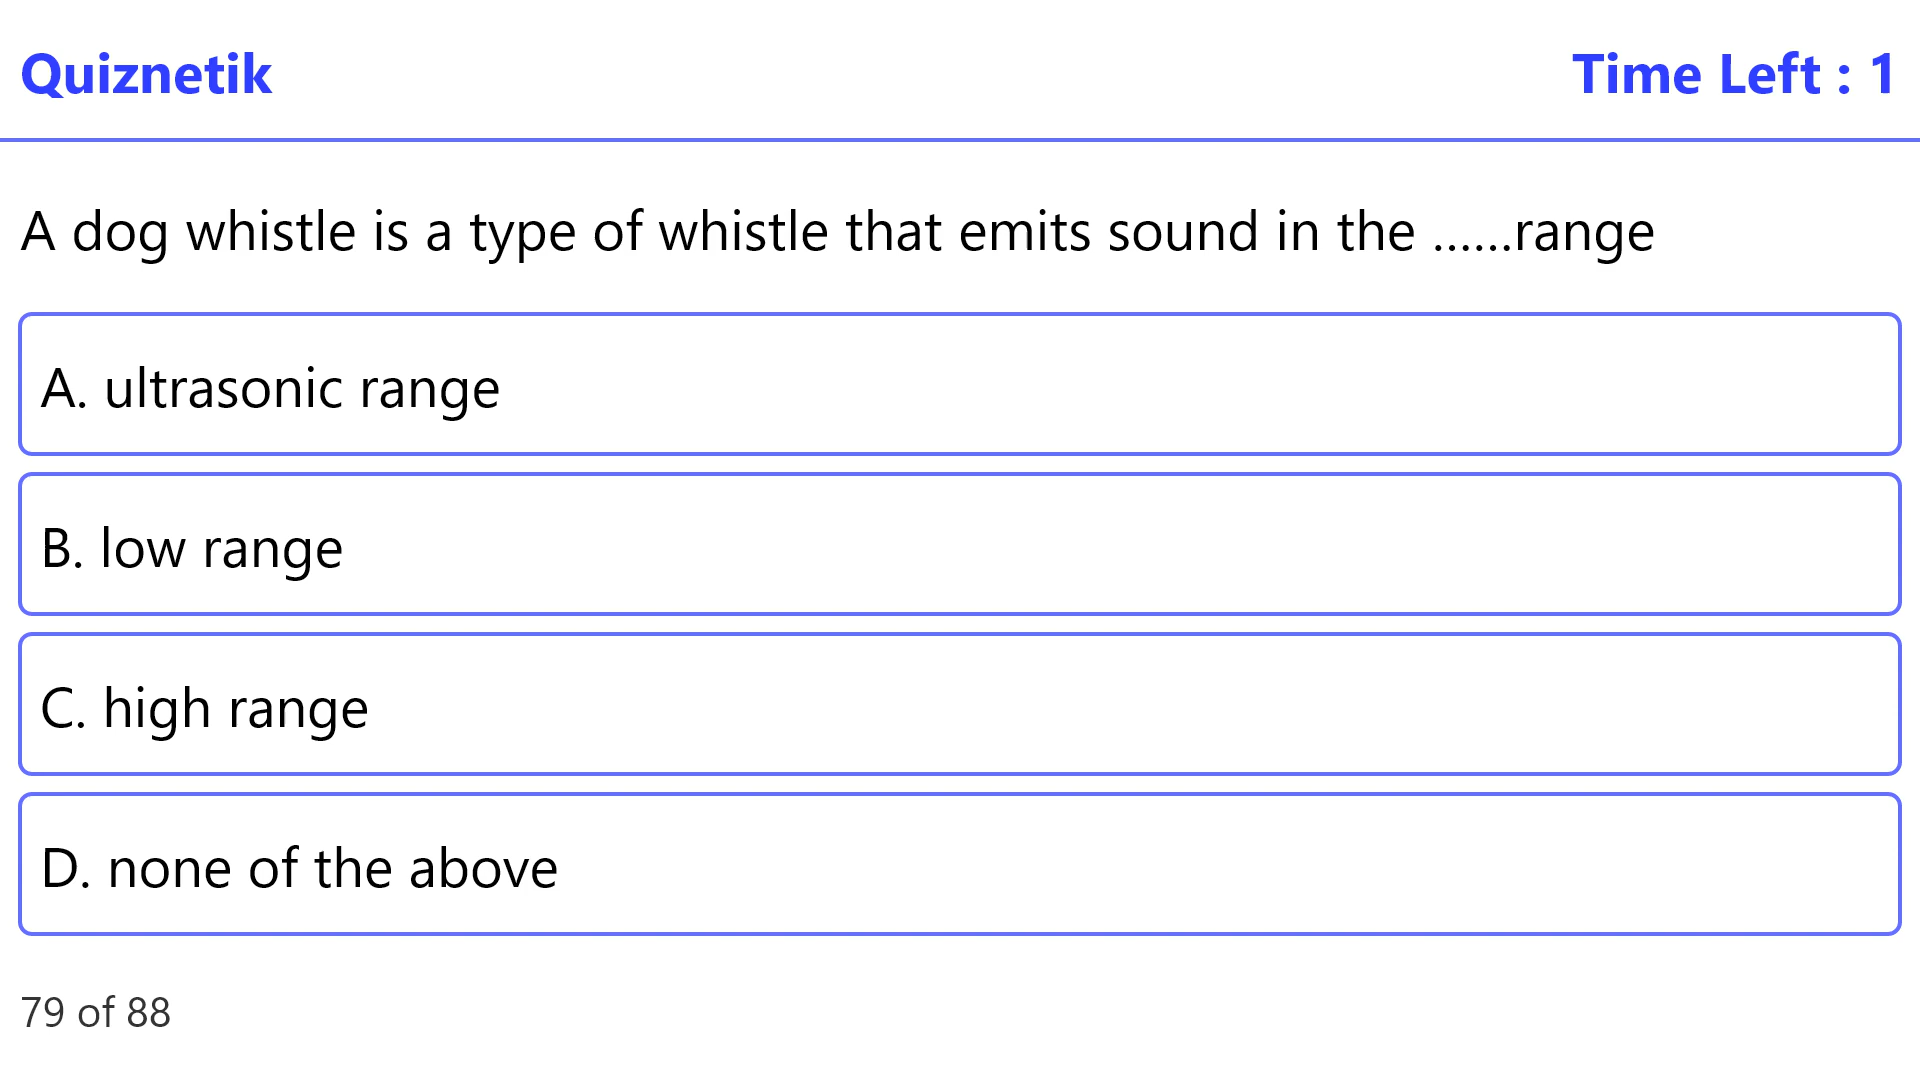 Quiznetik
Time Left : 1
A dog whistle is a type of whistle that emits sound in the ......range
A. ultrasonic range
B. low range
C. high range
D. none of the above
79 of 88